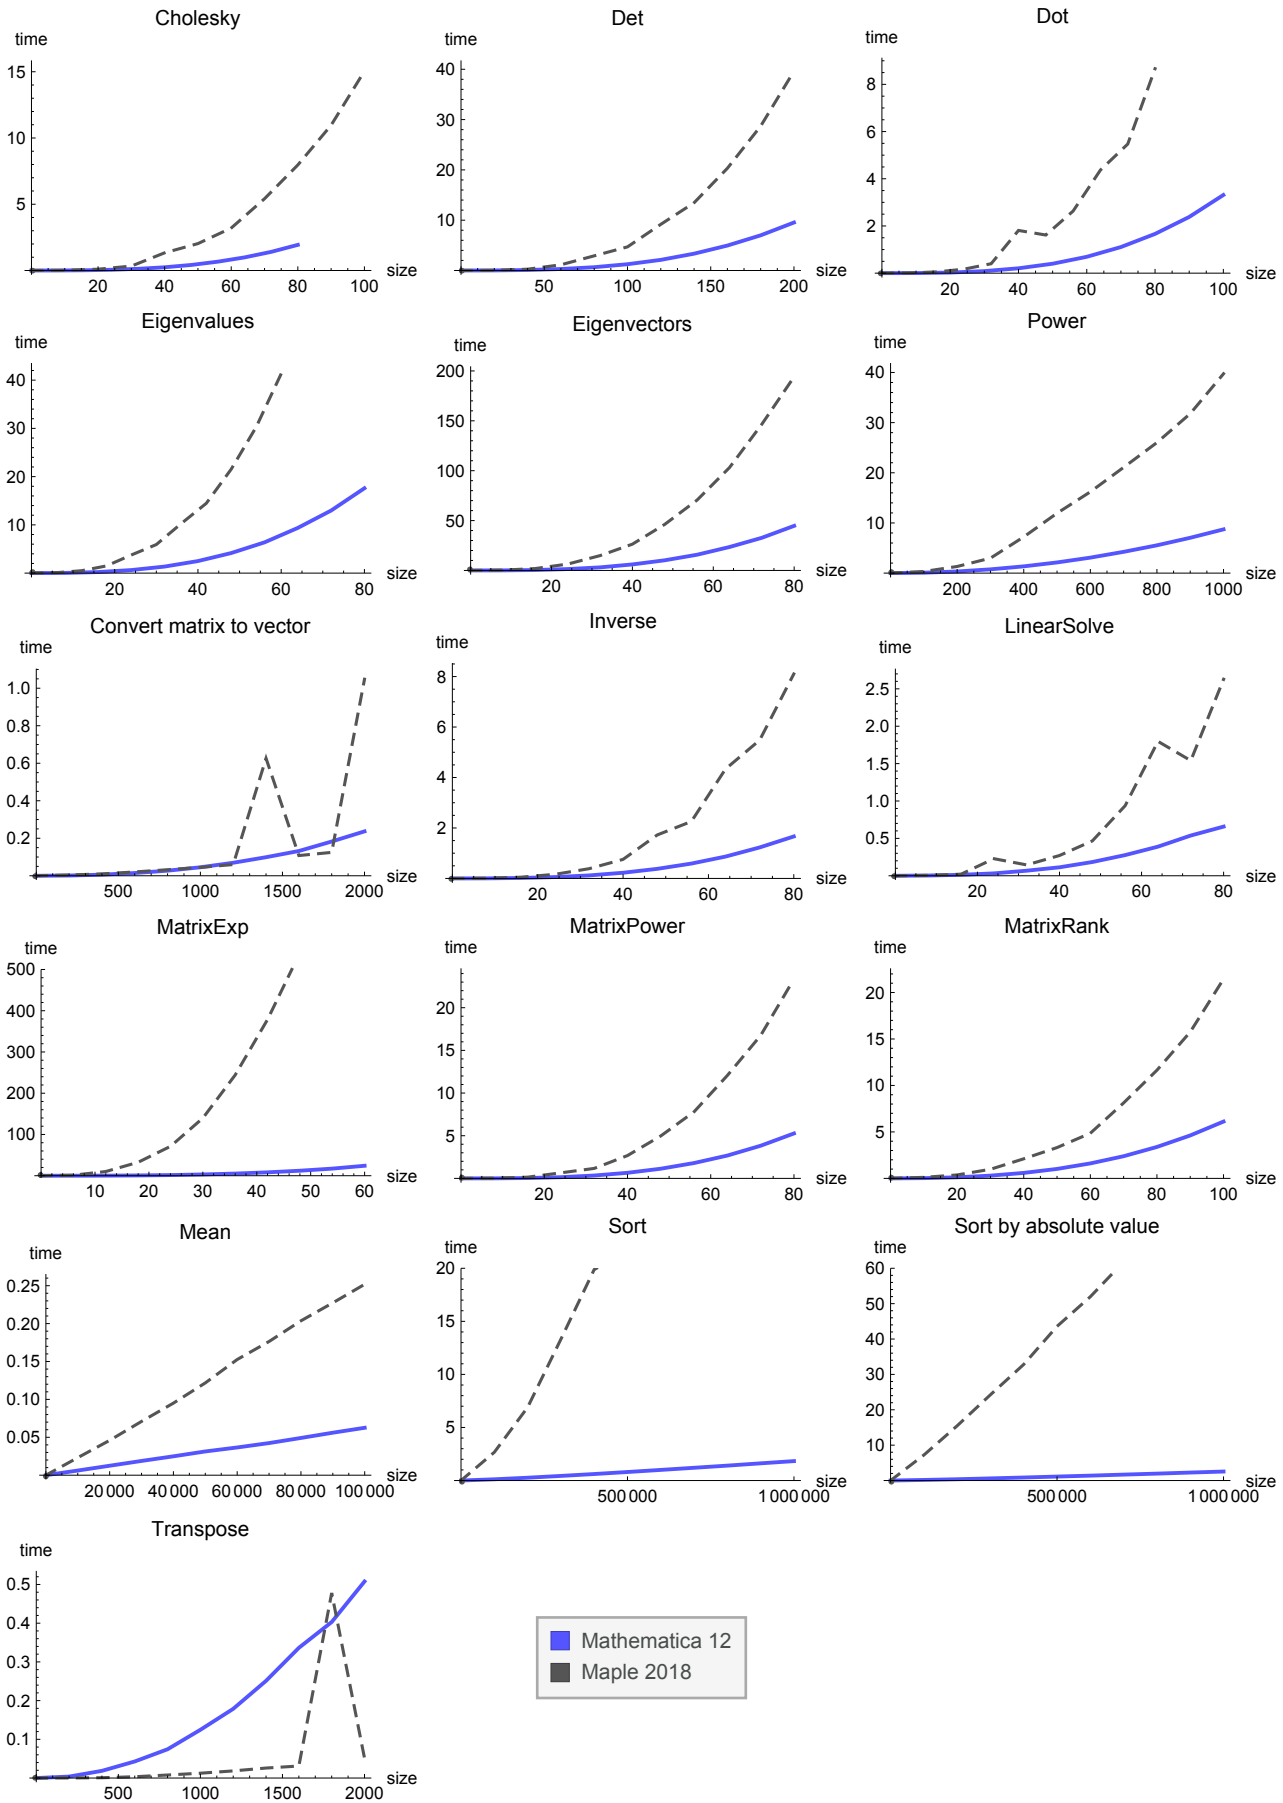 Cholesky
time
15
10
5
20 40 60 80 100 size
Det
time
40
30
20
10
50 100 150 200 size
Dot
time
8
6
4
2
20 40 60 80 100 size
Eigenvalues
time
40
30
20
10
20 40 60 80 size
Eigenvectors
time
200
150
100
50
20 40 60 80 size
Power
time
40
30
20
10
200 400 600 800 1000 size
Convert matrix to vector
time
1.0
0.8
0.6
0.4
0.2
500 1000 1500 2000 size
Inverse
time
8
6
4
2
20 40 60 80 size
LinearSolve
time
2.5
2.0
1.5
1.0
0.5
20 40 60 80 size
MatrixExp
time
500
400
300
200
100
10 20 30 40 50 60 size
MatrixPower
time
20
15
10
5
20 40 60 80 size
MatrixRank
time
20
15
10
5
20 40 60 80 100 size
Mean
time
0.25
0.20
0.15
0.10
0.05
20 000 40 000 60 000 80 000 100 000 size
Sort
time
20
15
10
5
500 000 1 000 000 size
Sort by absolute value
time
60
50
40
30
20
10
500 000 1 000 000 size
Transpose
time
0.5
0.4
0.3
0.2
0.1
500 1000 1500 2000 size
Mathematica 12
Maple 2018